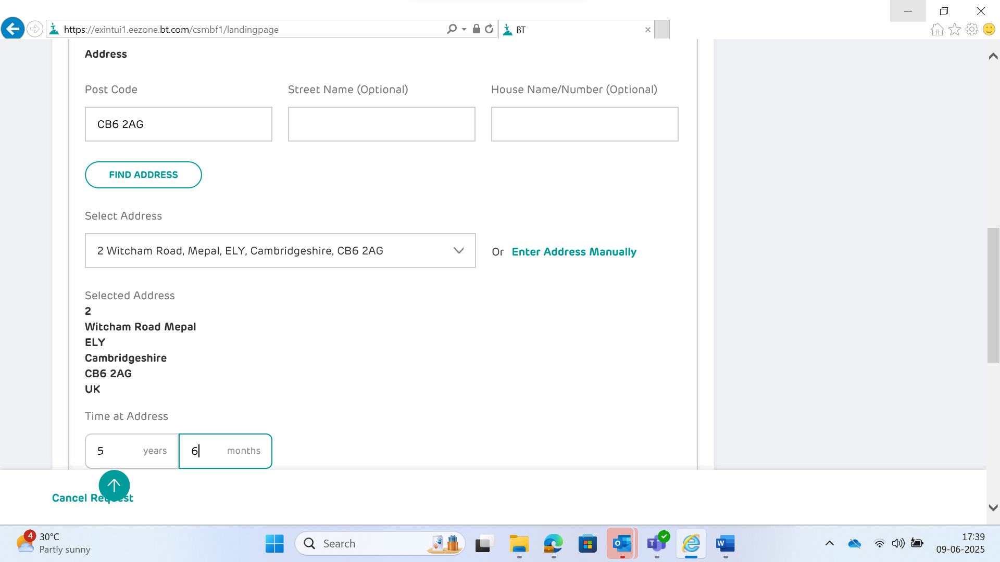 https://exintui1.eezone.bt.com/csmbf1/landingpage
BT
Address
Post Code
Street Name (Optional)
House Name/Number (Optional)
CB6 2AG
FIND ADDRESS
Select Address
2 Witcham Road, Mepal, ELY, Cambridgeshire, CB6 2AG
Or Enter Address Manually
Selected Address
2
Witcham Road Mepal
ELY
Cambridgeshire
CB6 2AG
UK
Time at Address
5 years
6 months
Cancel Request
4
30°C
Partly sunny
Search
17:39
09-06-2025